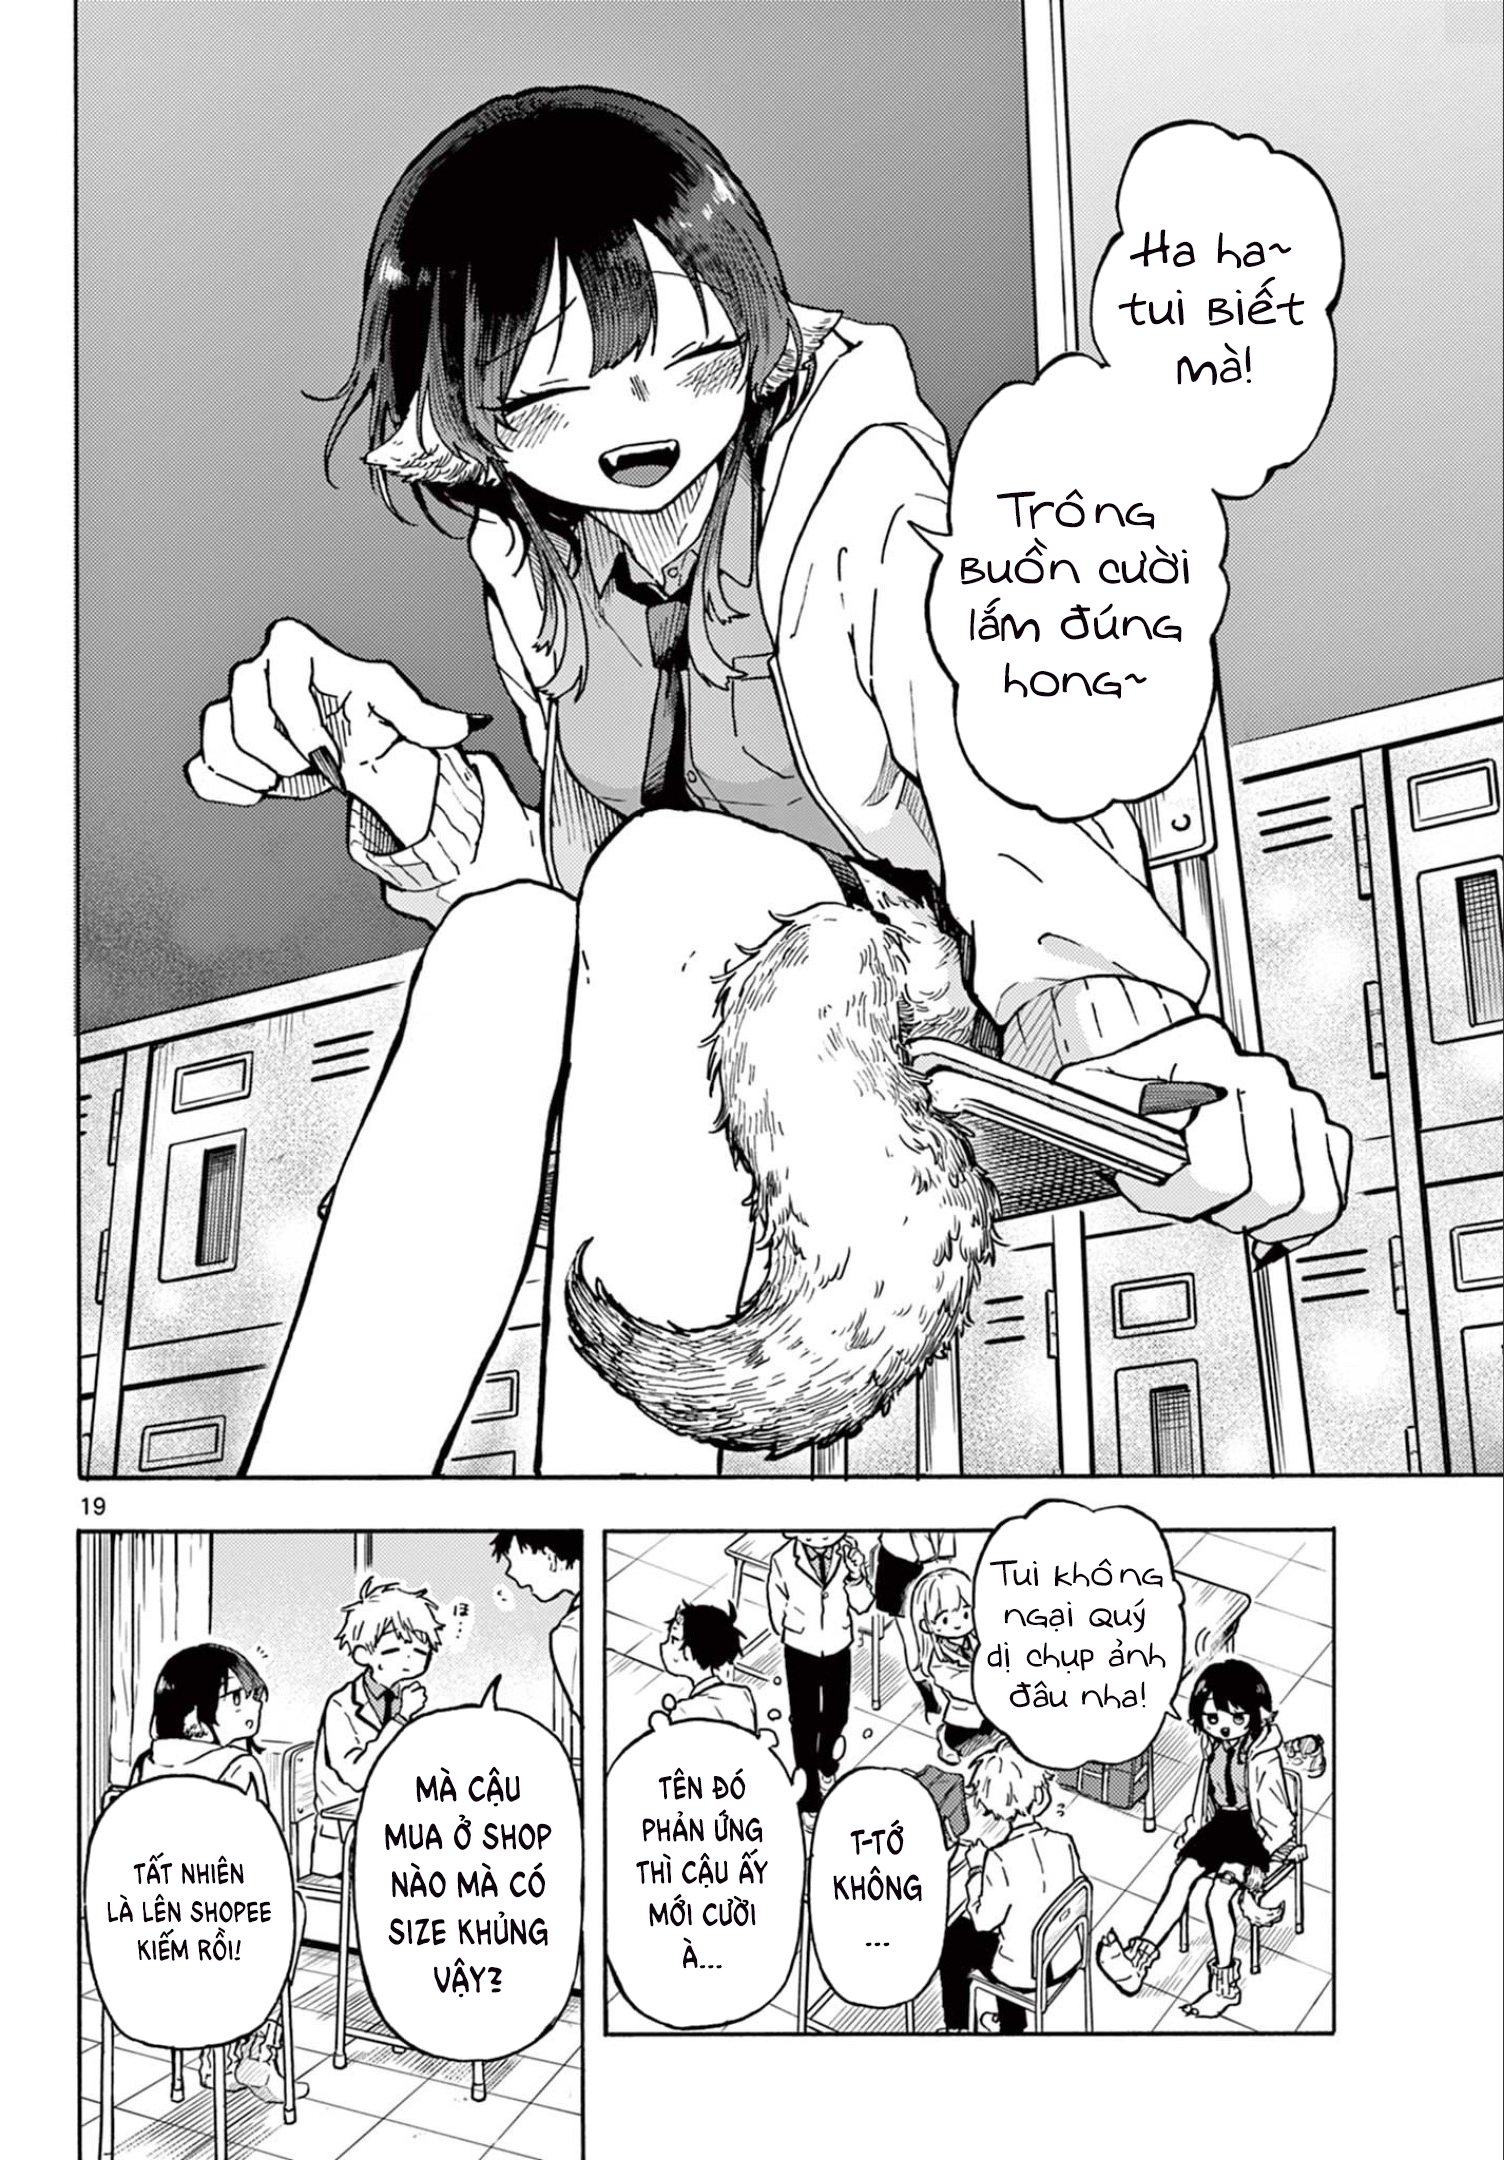 Ha ha~
tui biết
mà!
Trông
buồn cười
lắm đúng
hong~
19
Tui không
ngại quý
dị chụp ảnh
đâu nha!
T-TỚ
KHÔNG
...
TÊN ĐÓ
PHẢN ỨNG
THÌ CẬU ẤY
MỚI CƯỜI
À...
ほ…
MÀ CẬU
MUA Ở SHOP
NÀO MÀ CÓ
SIZE KHỦNG
VẬY?
TẤT NHIÊN
LÀ LÊN SHOPEE
KIẾM RỒI!